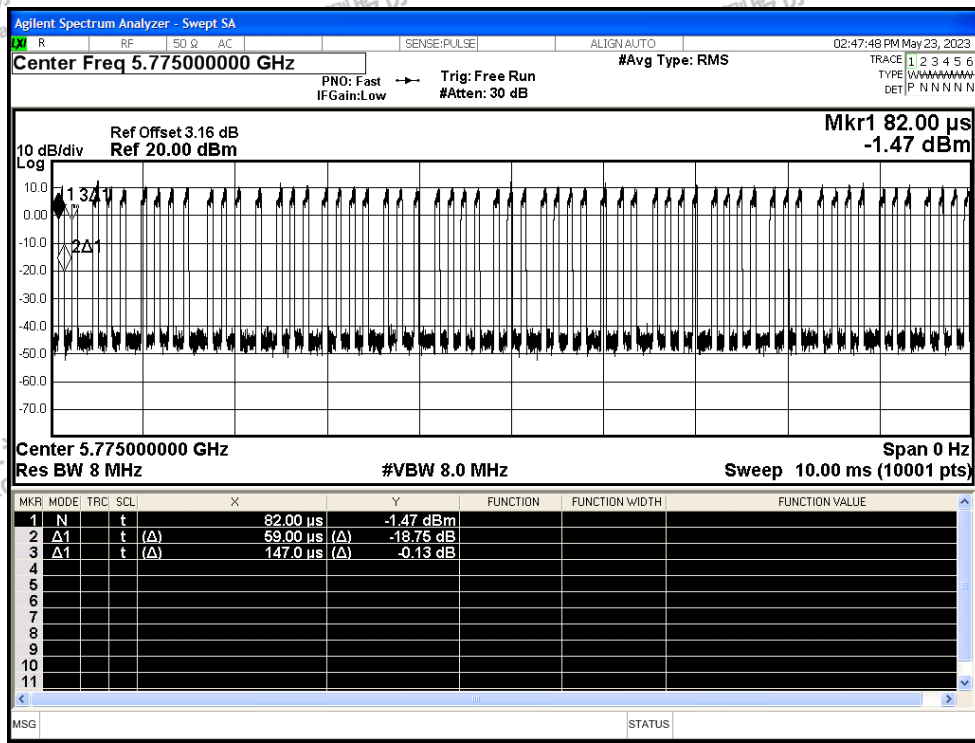 Agilent Spectrum Analyzer - Swept SA
LXI R RF 50 Ω AC SENSE:PULSE ALIGN AUTO 02:47:48 PM May 23, 2023
Center Freq 5.775000000 GHz #Avg Type: RMS TRACE 1 2 3 4 5 6
PNO: Fast Trig: Free Run TYPE WWWWWW
IFGain:Low #Atten: 30 dB DET P N N N N N
Ref Offset 3.16 dB Mkr1 82.00 µs
10 dB/div Ref 20.00 dBm -1.47 dBm
Log
10.0
1 3Δ1
0.00
-10.0
2Δ1
-20.0
-30.0
-40.0
-50.0
-60.0
-70.0
Center 5.775000000 GHz Span 0 Hz
Res BW 8 MHz #VBW 8.0 MHz Sweep 10.00 ms (10001 pts)
MKR MODE TRC SCL X Y FUNCTION FUNCTION WIDTH FUNCTION VALUE
1 N t 82.00 µs -1.47 dBm
2 Δ1 t (Δ) 59.00 µs (Δ) -18.75 dB
3 Δ1 t (Δ) 147.0 µs (Δ) -0.13 dB
4
5
6
7
8
9
10
11
MSG STATUS